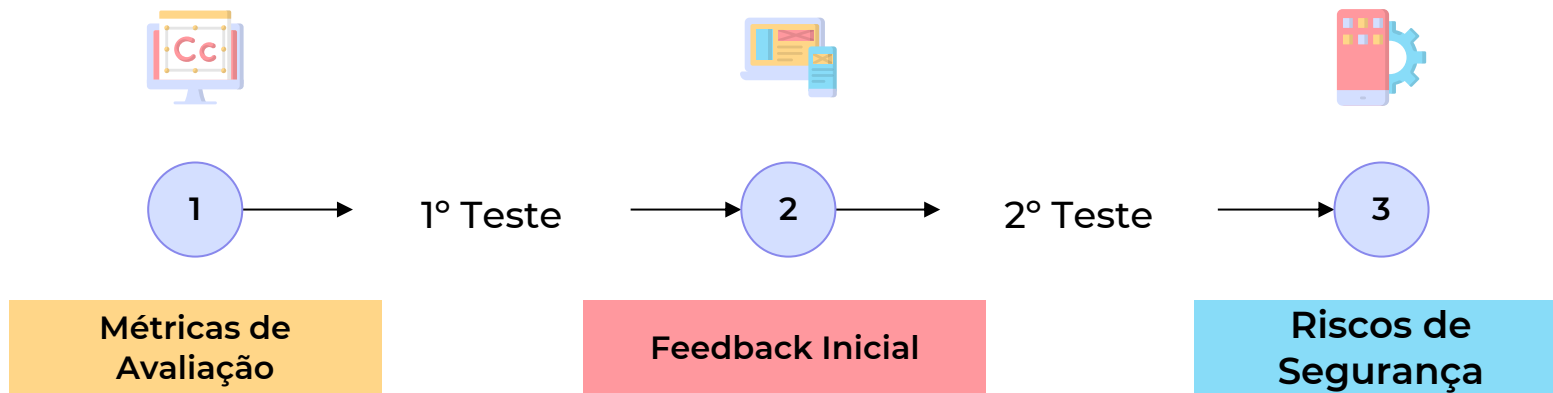 Cc
1
1º Teste
2
2º Teste
3
Métricas de
Avaliação
Feedback Inicial
Riscos de
Segurança